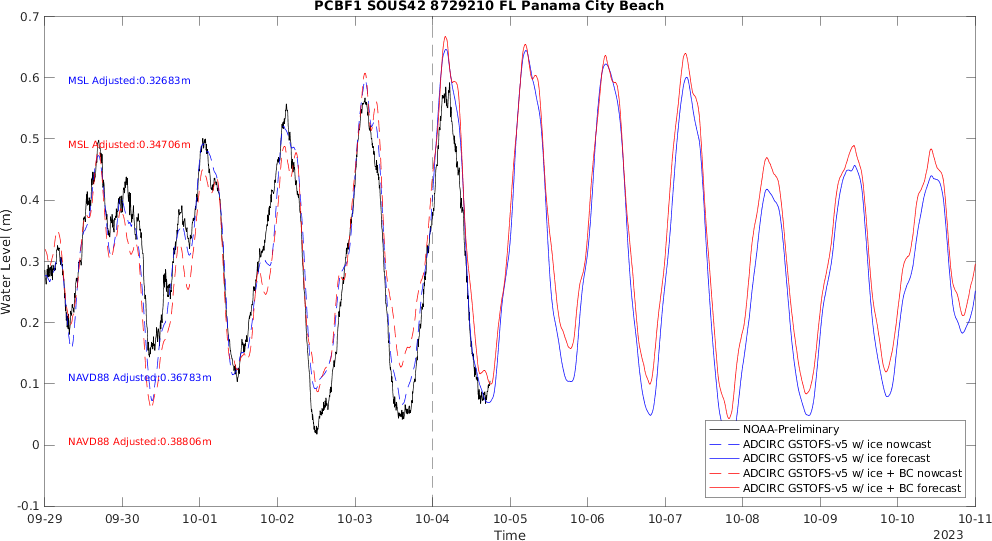 PCBF1 SOUS42 8729210 FL Panama City Beach
0.7
0.6
0.5
0.4
0.3
0.2
0.1
0
-0.1
Water Level (m)
MSL Adjusted:0.32683m
MSL Adjusted:0.34706m
NAVD88 Adjusted:0.36783m
NAVD88 Adjusted:0.38806m
NOAA-Preliminary
ADCIRC GSTOFS-v5 w/ ice nowcast
ADCIRC GSTOFS-v5 w/ ice forecast
ADCIRC GSTOFS-v5 w/ ice + BC nowcast
ADCIRC GSTOFS-v5 w/ ice + BC forecast
09-29 09-30 10-01 10-02 10-03 10-04 10-05 10-06 10-07 10-08 10-09 10-10 10-11
Time
2023